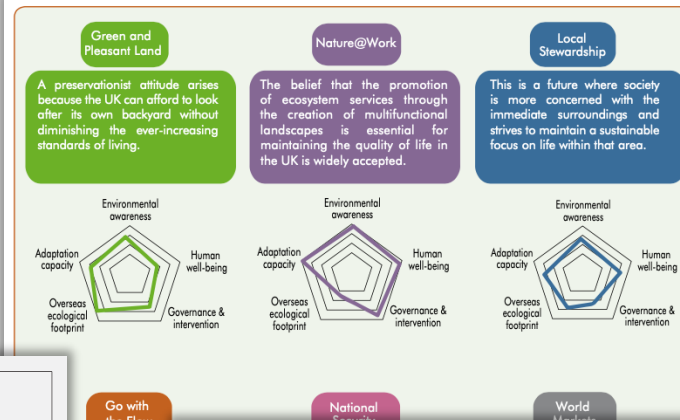 Green and
Pleasant Land
Nature@Work
Local
Stewardship
A preservationist attitude arises
because the UK can afford to look
after its own backyard without
diminishing the ever-increasing
standards of living.
The belief that the promotion
of ecosystem services through
the creation of multifunctional
landscapes is essential for
maintaining the quality of life in
the UK is widely accepted.
This is a future where society
is more concerned with the
immediate surroundings and
strives to maintain a sustainable
focus on life within that area.
Environmental
awareness
Adaptation
capacity
Human
well-being
Overseas
ecological
footprint
Governance &
intervention
Environmental
awareness
Adaptation
capacity
Human
well-being
Overseas
ecological
footprint
Governance &
intervention
Environmental
awareness
Adaptation
capacity
Human
well-being
Overseas
ecological
footprint
Governance &
intervention
Go with
the Flow
National
Security
World
Markets